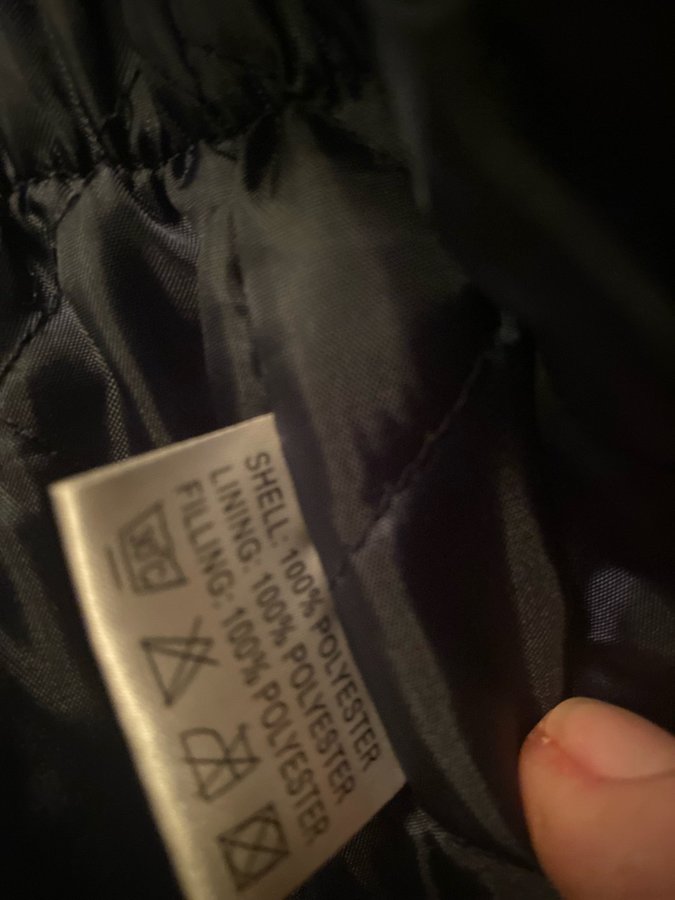 SHELL: 100% POLYESTER
LINING: 100% POLYESTER
FILLING: 100% POLYESTER